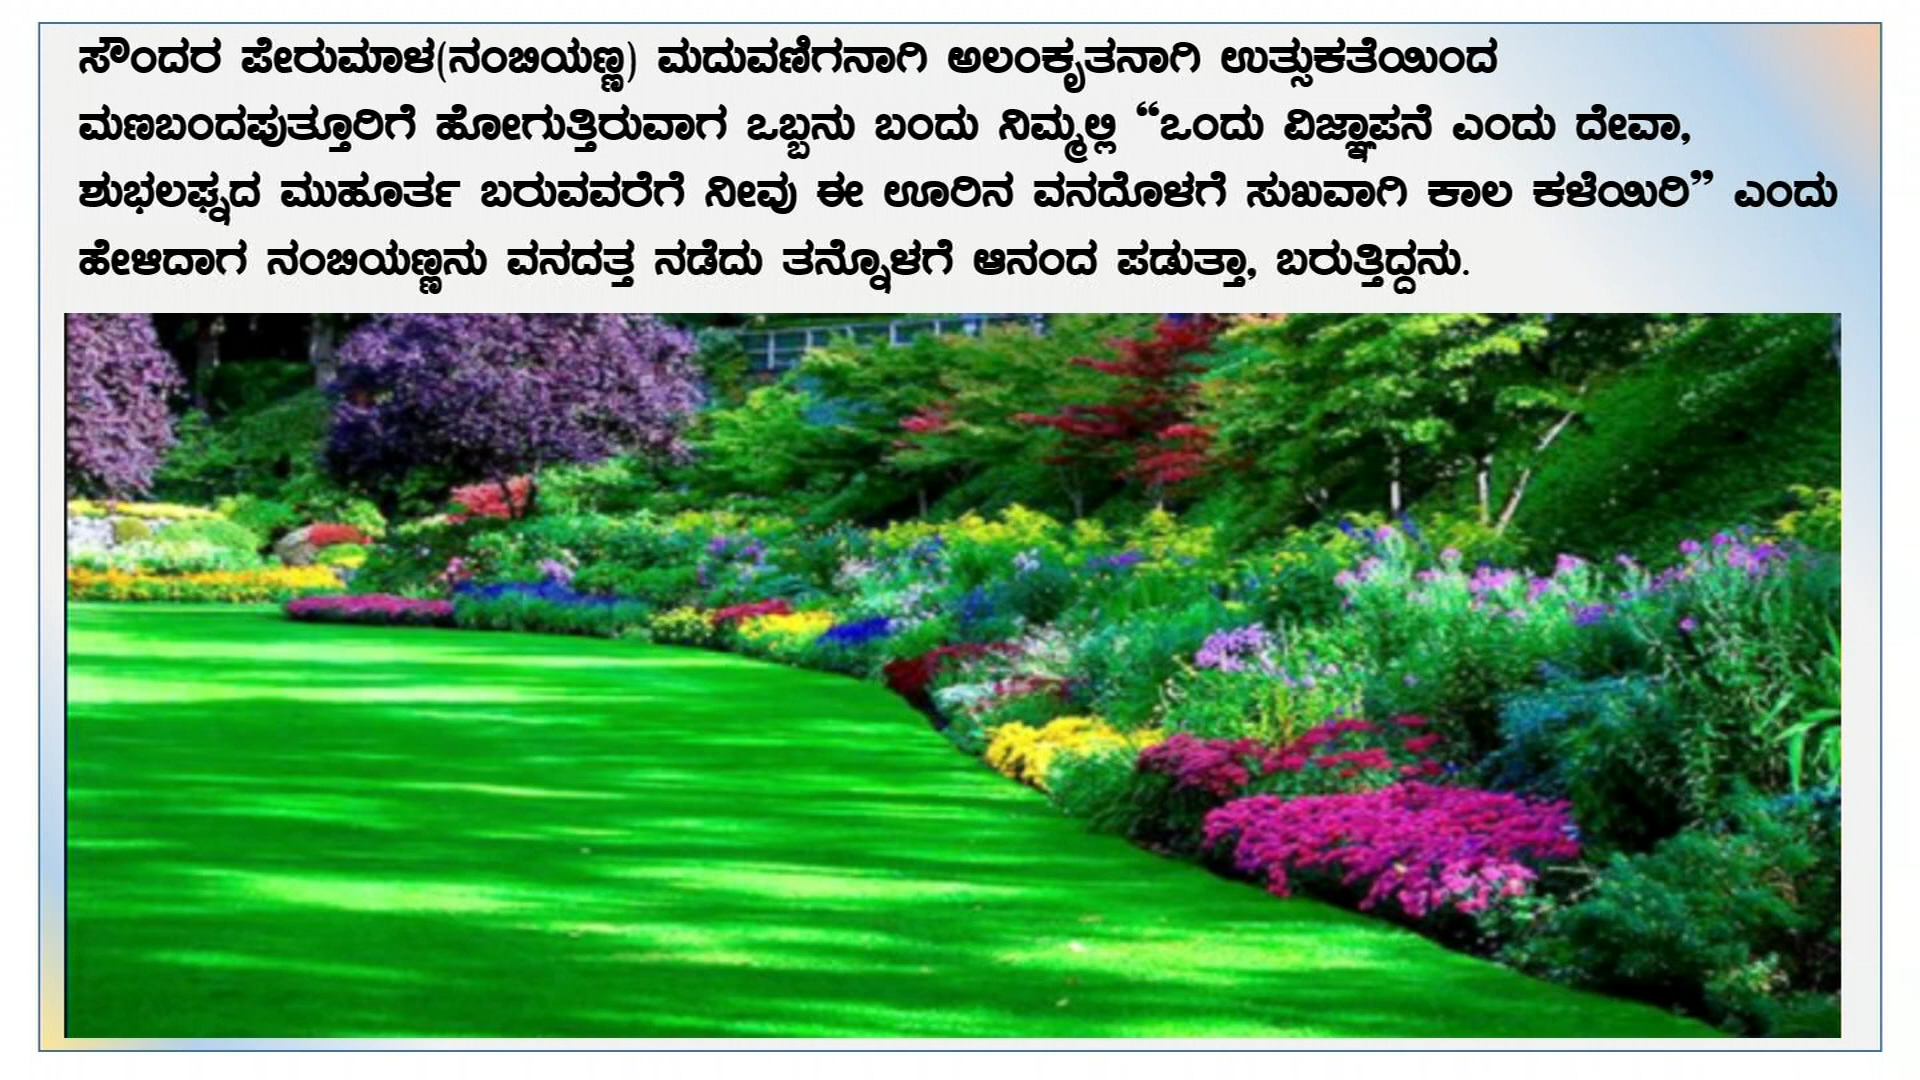 ಸೌಂದರ ಪೇರುಮಾಳ(ನಂಬಿಯಣ್ಣ) ಮದುವಣಿಗನಾಗಿ ಅಲಂಕೃತನಾಗಿ ಉತ್ಸುಕತೆಯಿಂದ
ಮಣಬಂದಪುತ್ತೂರಿಗೆ ಹೋಗುತ್ತಿರುವಾಗ ಒಬ್ಬನು ಬಂದು ನಿಮ್ಮಲ್ಲಿ “ಒಂದು ವಿಜ್ಞಾಪನೆ ಎಂದು ದೇವಾ,
ಶುಭಲಘ್ನದ ಮುಹೂರ್ತ ಬರುವವರೆಗೆ ನೀವು ಈ ಊರಿನ ವನದೊಳಗೆ ಸುಖವಾಗಿ ಕಾಲ ಕಳೆಯಿರಿ” ಎಂದು
ಹೇಳಿದಾಗ ನಂಬಿಯಣ್ಣನು ವನದತ್ತ ನಡೆದು ತನ್ನೊಳಗೆ ಆನಂದ ಪಡುತ್ತಾ, ಬರುತ್ತಿದ್ದನು.